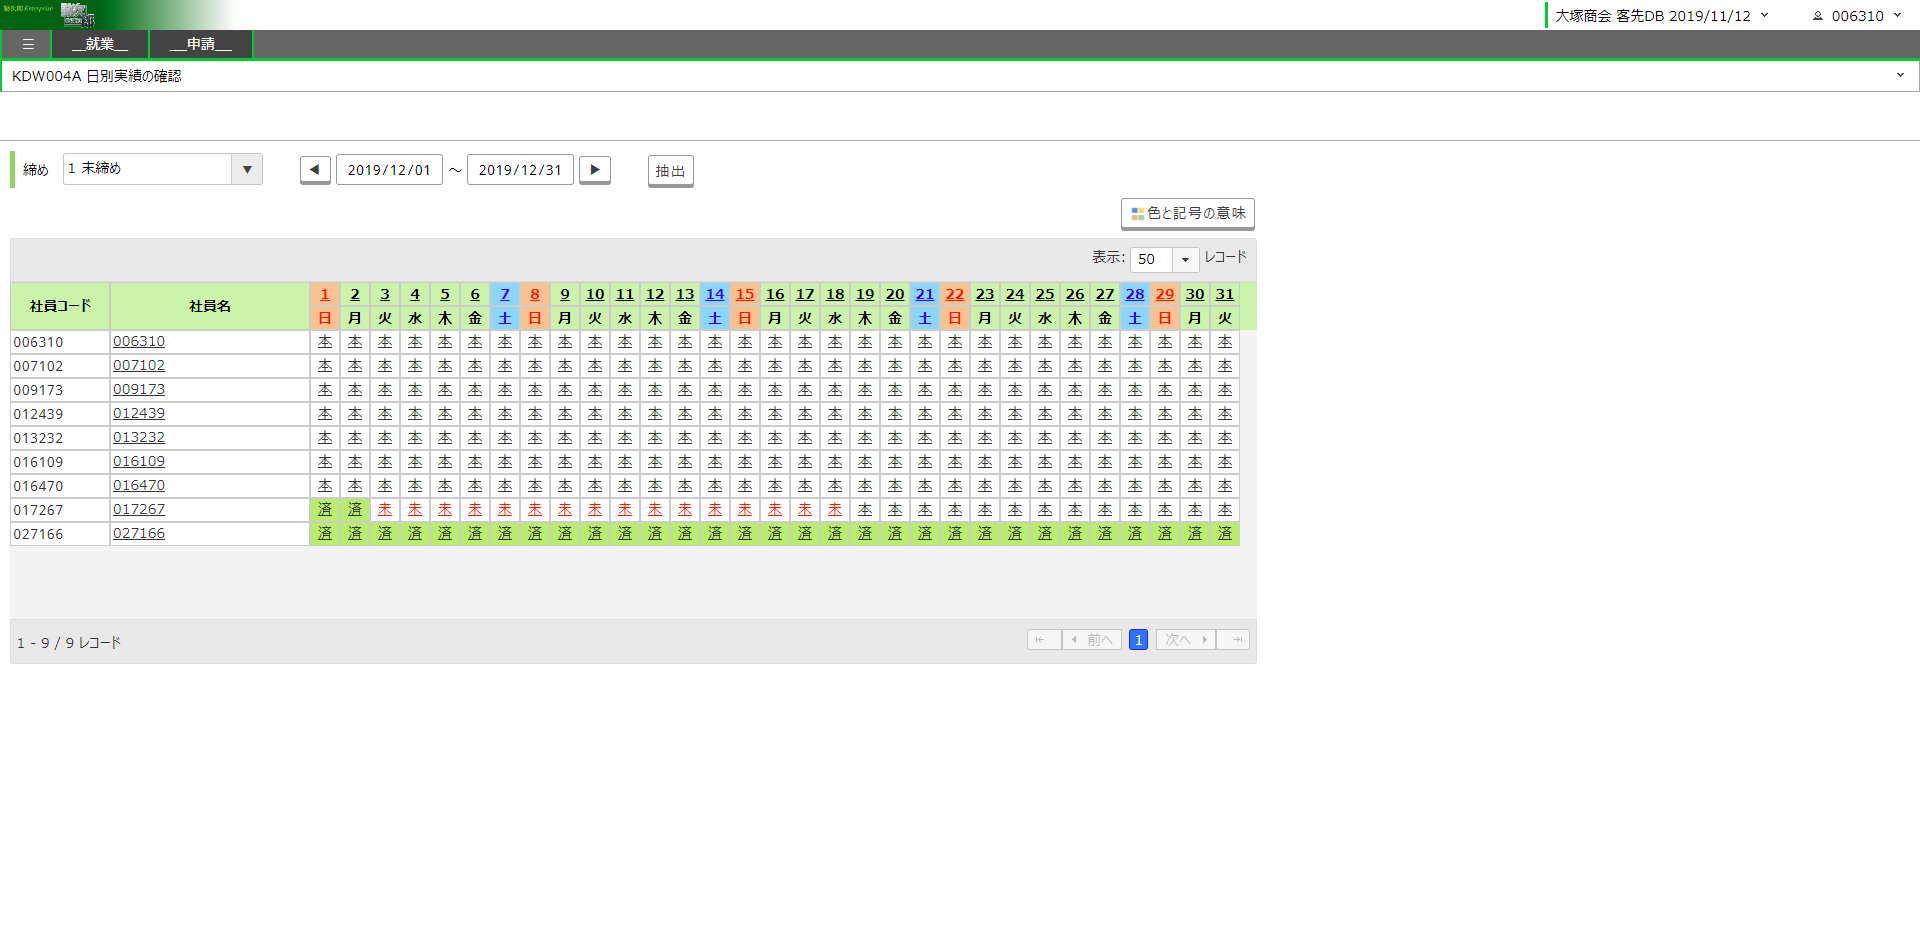 勤次郎 Enterprise
大塚商会 客先DB 2019/11/12 006310
☰ __就業__ __申請__
KDW004A 日別実績の確認
締め 1 末締め ▼ ◀ 2019/12/01 ～ 2019/12/31 ▶ 抽出
色と記号の意味
表示： 50 レコード
社員コード 社員名 1 2 3 4 5 6 7 8 9 10 11 12 13 14 15 16 17 18 19 20 21 22 23 24 25 26 27 28 29 30 31
日 月 火 水 木 金 土 日 月 火 水 木 金 土 日 月 火 水 木 金 土 日 月 火 水 木 金 土 日 月 火
006310 006310 本 本 本 本 本 本 本 本 本 本 本 本 本 本 本 本 本 本 本 本 本 本 本 本 本 本 本 本 本 本 本
007102 007102 本 本 本 本 本 本 本 本 本 本 本 本 本 本 本 本 本 本 本 本 本 本 本 本 本 本 本 本 本 本 本
009173 009173 本 本 本 本 本 本 本 本 本 本 本 本 本 本 本 本 本 本 本 本 本 本 本 本 本 本 本 本 本 本 本
012439 012439 本 本 本 本 本 本 本 本 本 本 本 本 本 本 本 本 本 本 本 本 本 本 本 本 本 本 本 本 本 本 本
013232 013232 本 本 本 本 本 本 本 本 本 本 本 本 本 本 本 本 本 本 本 本 本 本 本 本 本 本 本 本 本 本 本
016109 016109 本 本 本 本 本 本 本 本 本 本 本 本 本 本 本 本 本 本 本 本 本 本 本 本 本 本 本 本 本 本 本
016470 016470 本 本 本 本 本 本 本 本 本 本 本 本 本 本 本 本 本 本 本 本 本 本 本 本 本 本 本 本 本 本 本
017267 017267 済 済 未 未 未 未 未 未 未 未 未 未 未 未 未 未 未 未 本 本 本 本 本 本 本 本 本 本 本 本 本
027166 027166 済 済 済 済 済 済 済 済 済 済 済 済 済 済 済 済 済 済 済 済 済 済 済 済 済 済 済 済 済 済 済
1 - 9 / 9 レコード 前へ 1 次へ